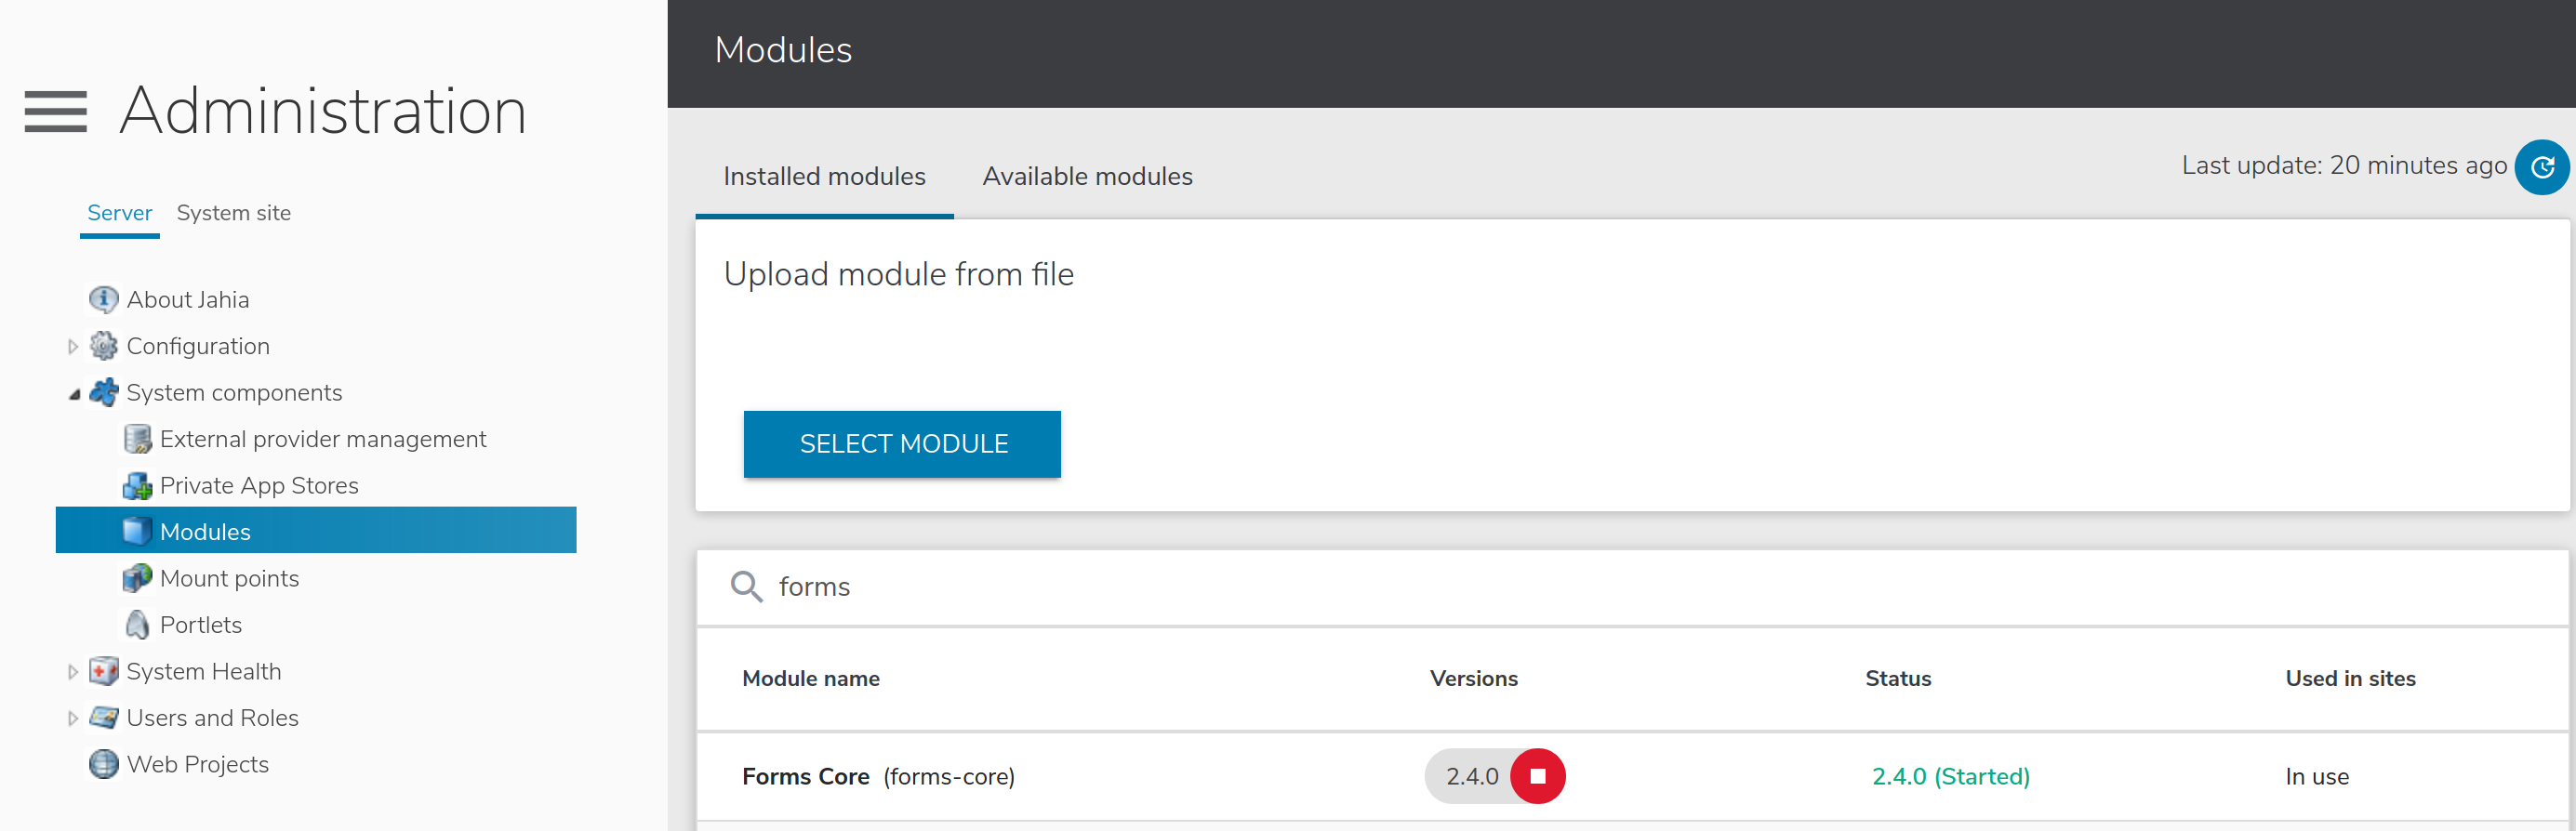 Administration
Server System site
About Jahia
Configuration
System components
External provider management
Private App Stores
Modules
Mount points
Portlets
System Health
Users and Roles
Web Projects
Modules
Installed modules Available modules
Last update: 20 minutes ago
Upload module from file
SELECT MODULE
forms
Module name Versions Status Used in sites
Forms Core (forms-core) 2.4.0 2.4.0 (Started) In use